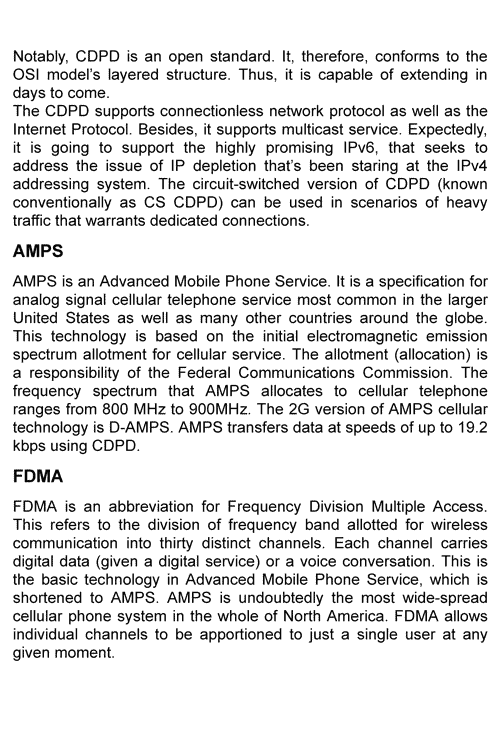 Notably, CDPD is an open standard. It, therefore, conforms to the
OSI model's layered structure. Thus, it is capable of extending in
days to come.
The CDPD supports connectionless network protocol as well as the
Internet Protocol. Besides, it supports multicast service. Expectedly,
it is going to support the highly promising IPv6, that seeks to
address the issue of IP depletion that's been staring at the IPv4
addressing system. The circuit-switched version of CDPD (known
conventionally as CS CDPD) can be used in scenarios of heavy
traffic that warrants dedicated connections.
AMPS
AMPS is an Advanced Mobile Phone Service. It is a specification for
analog signal cellular telephone service most common in the larger
United States as well as many other countries around the globe.
This technology is based on the initial electromagnetic emission
spectrum allotment for cellular service. The allotment (allocation) is
a responsibility of the Federal Communications Commission. The
frequency spectrum that AMPS allocates to cellular telephone
ranges from 800 MHz to 900MHz. The 2G version of AMPS cellular
technology is D-AMPS. AMPS transfers data at speeds of up to 19.2
kbps using CDPD.
FDMA
FDMA is an abbreviation for Frequency Division Multiple Access.
This refers to the division of frequency band allotted for wireless
communication into thirty distinct channels. Each channel carries
digital data (given a digital service) or a voice conversation. This is
the basic technology in Advanced Mobile Phone Service, which is
shortened to AMPS. AMPS is undoubtedly the most wide-spread
cellular phone system in the whole of North America. FDMA allows
individual channels to be apportioned to just a single user at any
given moment.